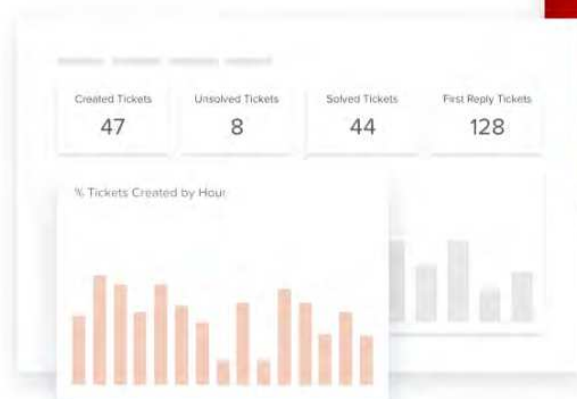 Created Tickets
Unsolved Tickets
Solved Tickets
First Reply Tickets
47
8
44
128
% Tickets Created by Hour